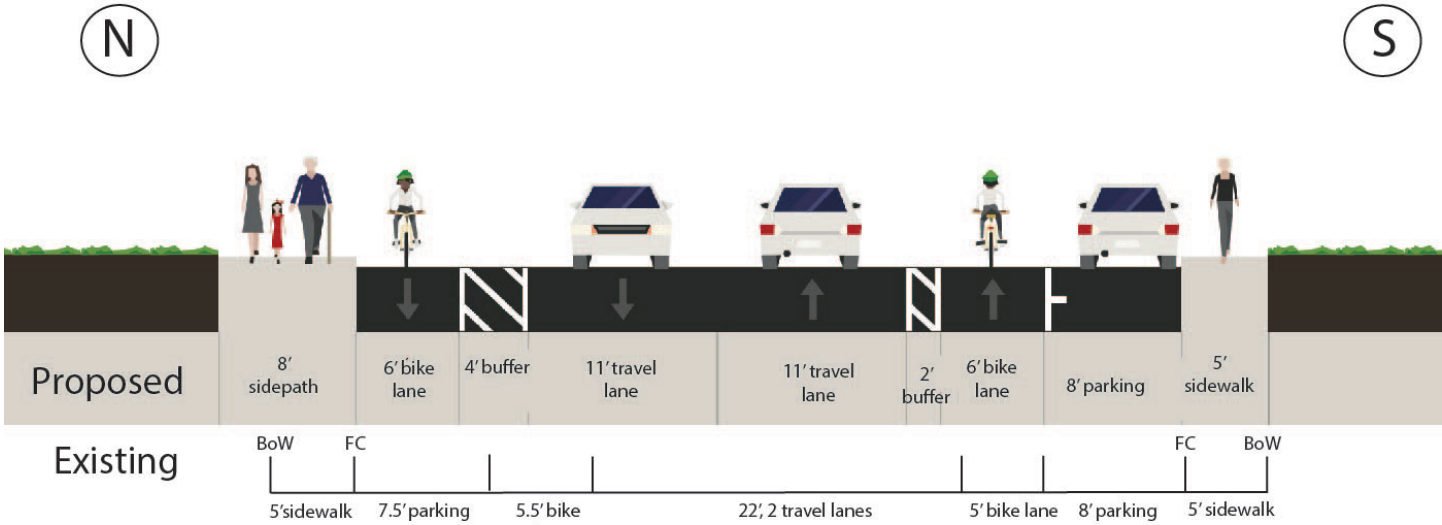 N
S
Proposed
8’
sidepath
6’ bike
lane
4’ buffer
11’ travel
lane
11’ travel
lane
2’
buffer
6’ bike
lane
8’ parking
5’
sidewalk
Existing
BoW
FC
FC
BoW
5’sidewalk
7.5’ parking
5.5’ bike
22’, 2 travel lanes
5’ bike lane
8’ parking
5’ sidewalk